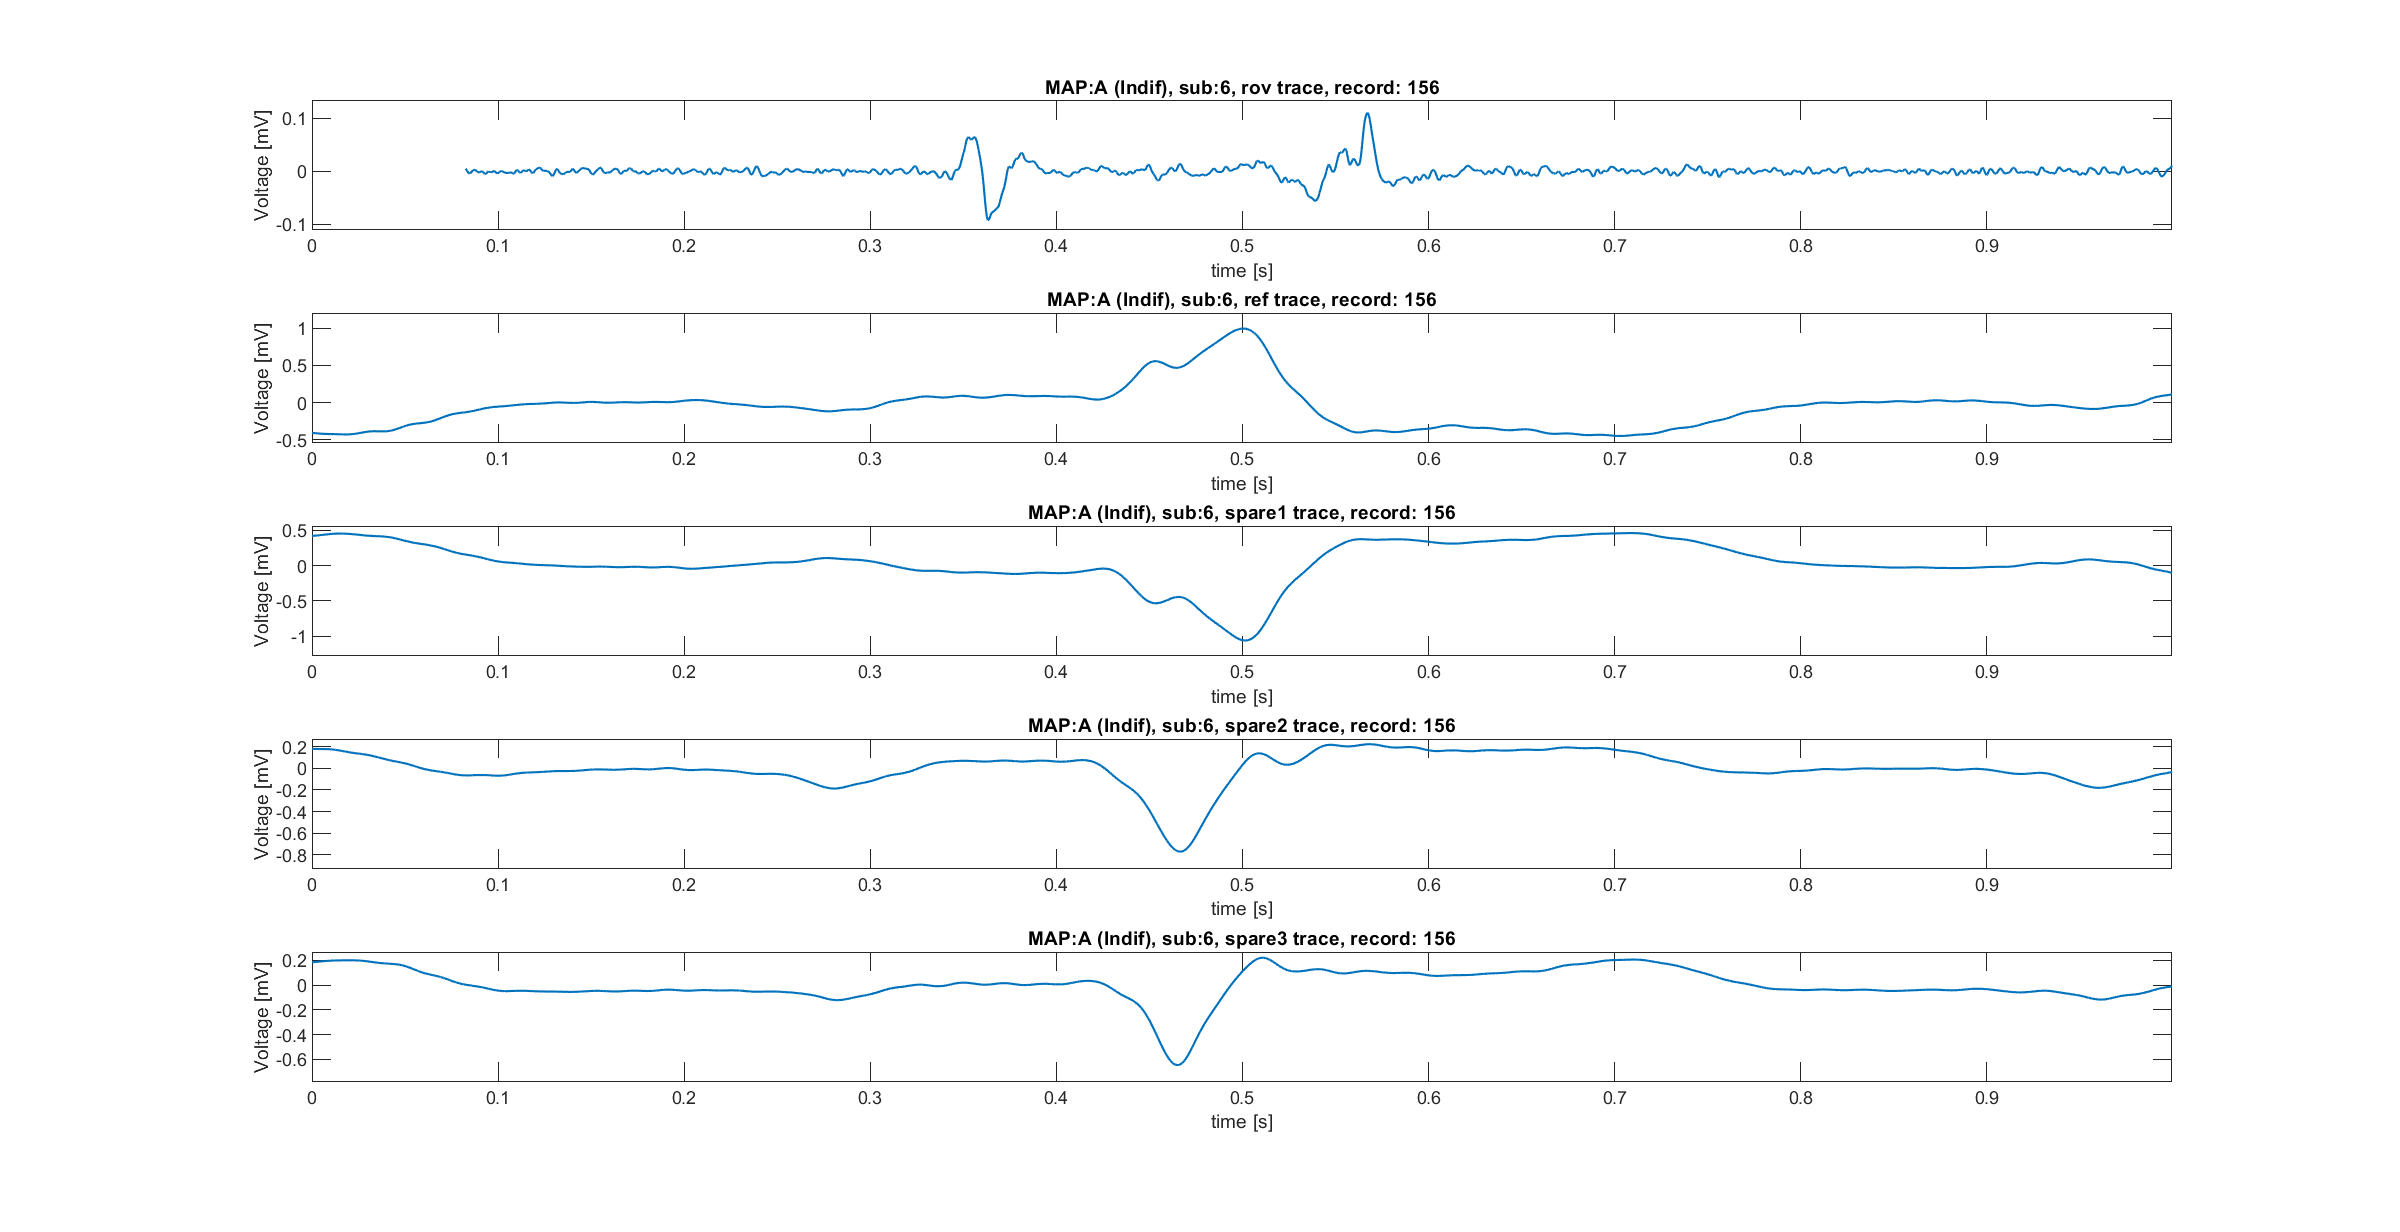 MAP:A (Indif), sub:6, rov trace, record: 156
Voltage [mV]
0.1
0
-0.1
0 0.1 0.2 0.3 0.4 0.5 0.6 0.7 0.8 0.9
time [s]
MAP:A (Indif), sub:6, ref trace, record: 156
Voltage [mV]
1
0.5
0
-0.5
0 0.1 0.2 0.3 0.4 0.5 0.6 0.7 0.8 0.9
time [s]
MAP:A (Indif), sub:6, spare1 trace, record: 156
Voltage [mV]
0.5
0
-0.5
-1
0 0.1 0.2 0.3 0.4 0.5 0.6 0.7 0.8 0.9
time [s]
MAP:A (Indif), sub:6, spare2 trace, record: 156
Voltage [mV]
0.2
0
-0.2
-0.4
-0.6
-0.8
0 0.1 0.2 0.3 0.4 0.5 0.6 0.7 0.8 0.9
time [s]
MAP:A (Indif), sub:6, spare3 trace, record: 156
Voltage [mV]
0.2
0
-0.2
-0.4
-0.6
0 0.1 0.2 0.3 0.4 0.5 0.6 0.7 0.8 0.9
time [s]